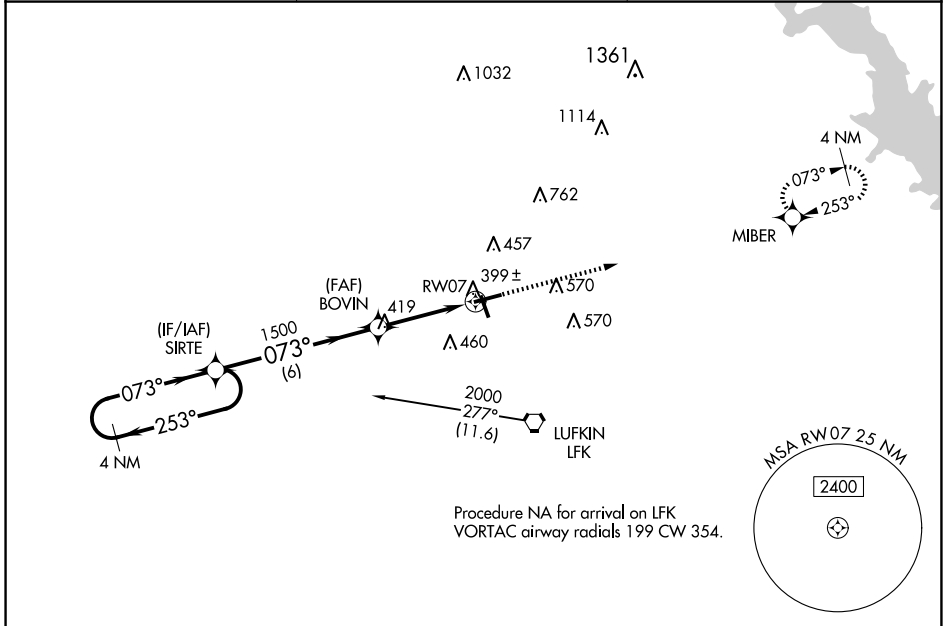 1361
1032
1114
4 NM
073°
253°
MIBER
762
457
RW07
399 ±
570
(FAF)
BOVIN
419
570
(IF/IAF)
SIRTE
1500
073°
(6)
460
073°
253°
4 NM
2000
277°
(11.6)
LUFKIN
LFK
MSA RW07 25 NM
2400
Procedure NA for arrival on LFK
VORTAC airway radials 199 CW 354.